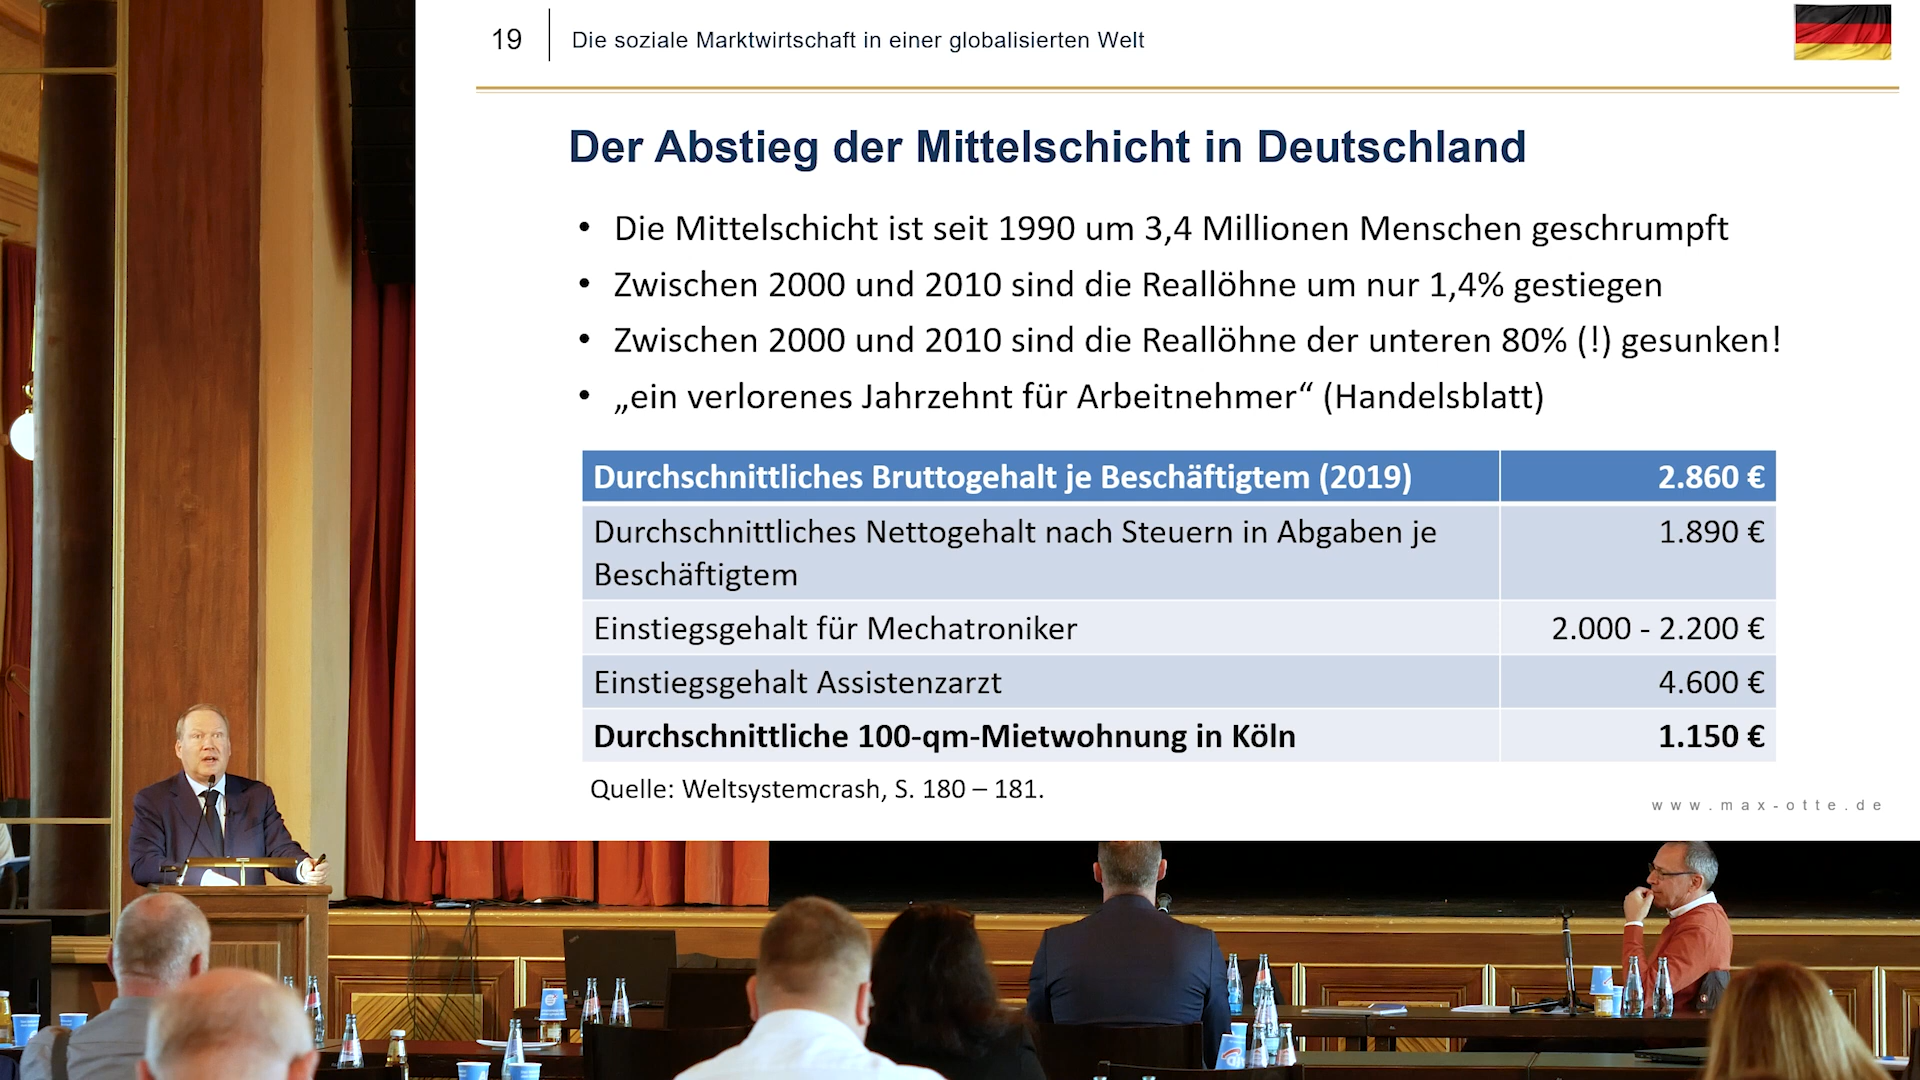 19
Die soziale Marktwirtschaft in einer globalisierten Welt
Der Abstieg der Mittelschicht in Deutschland
• Die Mittelschicht ist seit 1990 um 3,4 Millionen Menschen geschrumpft
• Zwischen 2000 und 2010 sind die Reallöhne um nur 1,4% gestiegen
• Zwischen 2000 und 2010 sind die Reallöhne der unteren 80% (!) gesunken!
• „ein verlorenes Jahrzehnt für Arbeitnehmer“ (Handelsblatt)
Durchschnittliches Bruttogehalt je Beschäftigtem (2019) 2.860 €
Durchschnittliches Nettogehalt nach Steuern in Abgaben je 1.890 €
Beschäftigtem
Einstiegsgehalt für Mechatroniker 2.000 - 2.200 €
Einstiegsgehalt Assistenzarzt 4.600 €
Durchschnittliche 100-qm-Mietwohnung in Köln 1.150 €
Quelle: Weltsystemcrash, S. 180 – 181.
www.max-otte.de